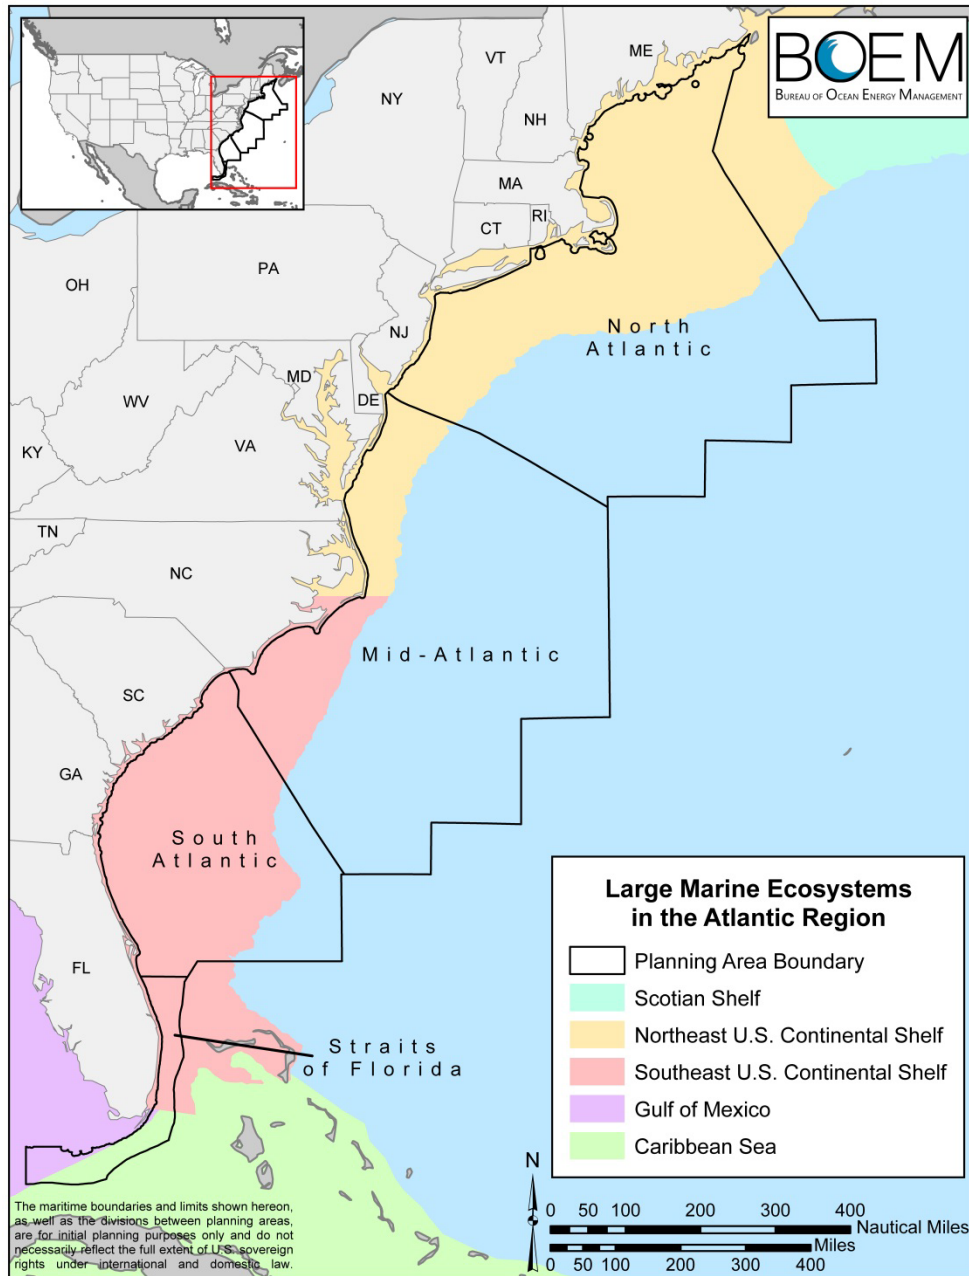 BOEM
BUREAU OF OCEAN ENERGY MANAGEMENT
ME
VT
NH
NY
MA
CT
RI
PA
OH
NJ
MD
DE
WV
VA
KY
TN
NC
SC
GA
FL
North
Atlantic
Mid-Atlantic
South
Atlantic
Straits
of Florida
Large Marine Ecosystems
in the Atlantic Region
Planning Area Boundary
Scotian Shelf
Northeast U.S. Continental Shelf
Southeast U.S. Continental Shelf
Gulf of Mexico
Caribbean Sea
N
0 50 100 200 300 400
Nautical Miles
Miles
0 50 100 200 300 400
The maritime boundaries and limits shown hereon,
as well as the divisions between planning areas,
are for initial planning purposes only and do not
necessarily reflect the full extent of U.S. sovereign
rights under international and domestic law.